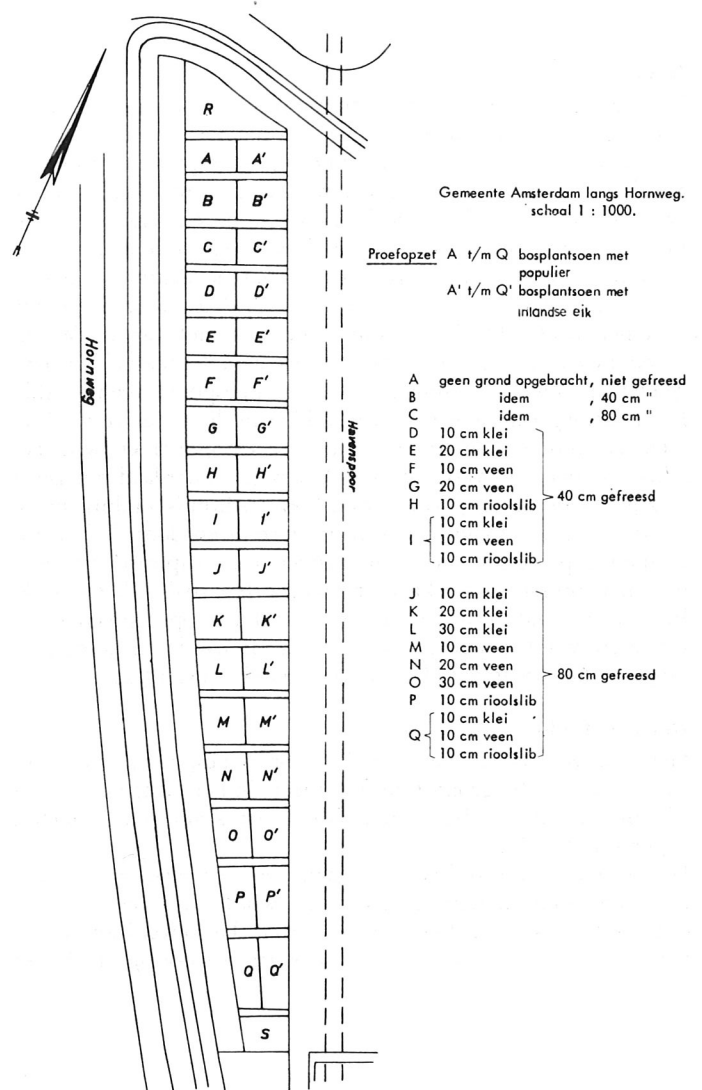 R
A A'
B B'
C C'
D D'
E E'
F F'
G G'
H H'
I I'
J J'
K K'
L L'
M M'
N N'
O O'
P P'
Q Q'
S
Hornweg
Havenspoor
Gemeente Amsterdam langs Hornweg.
schaal 1 : 1000.
Proefopzet A t/m Q bosplantsoen met
populier
A' t/m Q' bosplantsoen met
inlandse eik
A geen grond opgebracht, niet gefreesd
B idem , 40 cm "
C idem , 80 cm "
D 10 cm klei
E 20 cm klei
F 10 cm veen
G 20 cm veen
H 10 cm rioolslib
40 cm gefreesd
10 cm klei
I 10 cm veen
10 cm rioolslib
J 10 cm klei
K 20 cm klei
L 30 cm klei
M 10 cm veen
N 20 cm veen
O 30 cm veen
80 cm gefreesd
P 10 cm rioolslib
10 cm klei
Q 10 cm veen
10 cm rioolslib